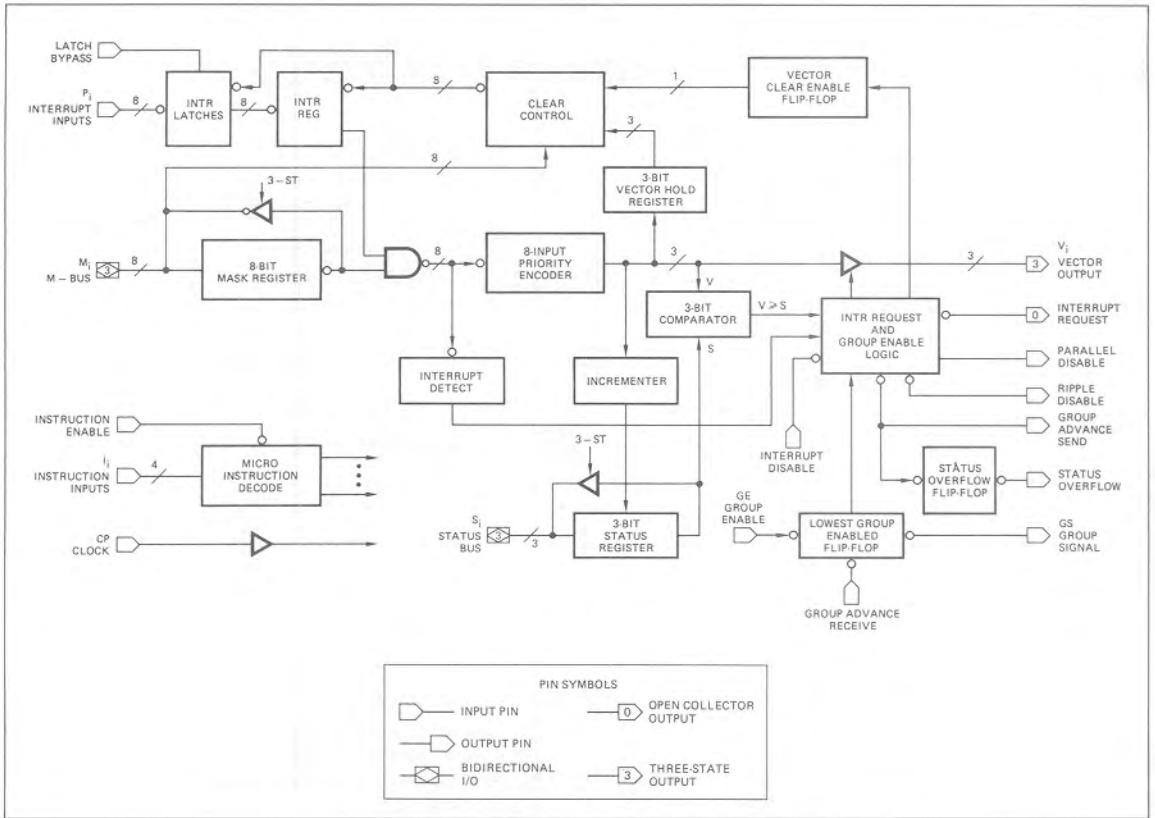 LATCH
BYPASS
Pi
INTERRUPT
INPUTS
8
INTR
LATCHES
8
INTR
REG
8
CLEAR
CONTROL
1
VECTOR
CLEAR ENABLE
FLIP-FLOP
3
8
3-BIT
VECTOR HOLD
REGISTER
3-ST
Mi
M-BUS
3
8
8-BIT
MASK REGISTER
8
8-INPUT
PRIORITY
ENCODER
3
3
Vi
VECTOR
OUTPUT
3
V
3-BIT
COMPARATOR
V ⩾ S
S
INTR REQUEST
AND
GROUP ENABLE
LOGIC
0
INTERRUPT
REQUEST
PARALLEL
DISABLE
RIPPLE
DISABLE
GROUP
ADVANCE
SEND
INTERRUPT
DETECT
INCREMENTER
INTERRUPT
DISABLE
INSTRUCTION
ENABLE
Ii
INSTRUCTION
INPUTS
4
MICRO
INSTRUCTION
DECODE
3-ST
STATUS
OVERFLOW
FLIP-FLOP
STATUS
OVERFLOW
CP
CLOCK
Si
STATUS
BUS
3
3
3-BIT
STATUS
REGISTER
GE
GROUP
ENABLE
LOWEST GROUP
ENABLED
FLIP-FLOP
GS
GROUP
SIGNAL
GROUP ADVANCE
RECEIVE
PIN SYMBOLS
INPUT PIN
0
OPEN COLLECTOR
OUTPUT
OUTPUT PIN
BIDIRECTIONAL
I/O
3
THREE-STATE
OUTPUT